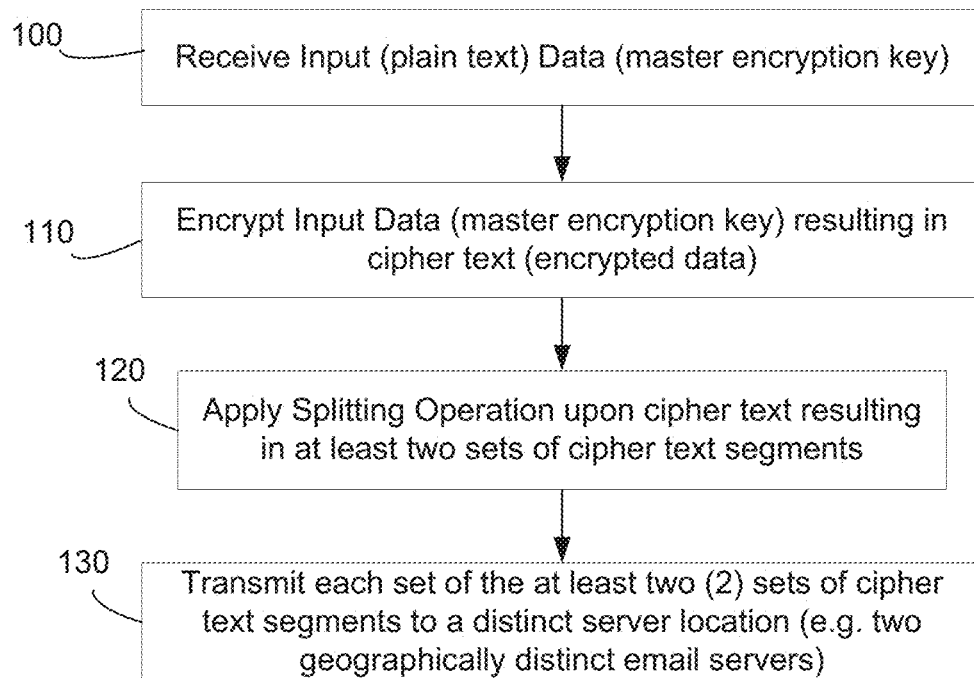 100
Receive Input (plain text) Data (master encryption key)
110
Encrypt Input Data (master encryption key) resulting in
cipher text (encrypted data)
120
Apply Splitting Operation upon cipher text resulting
in at least two sets of cipher text segments
130
Transmit each set of the at least two (2) sets of cipher
text segments to a distinct server location (e.g. two
geographically distinct email servers)